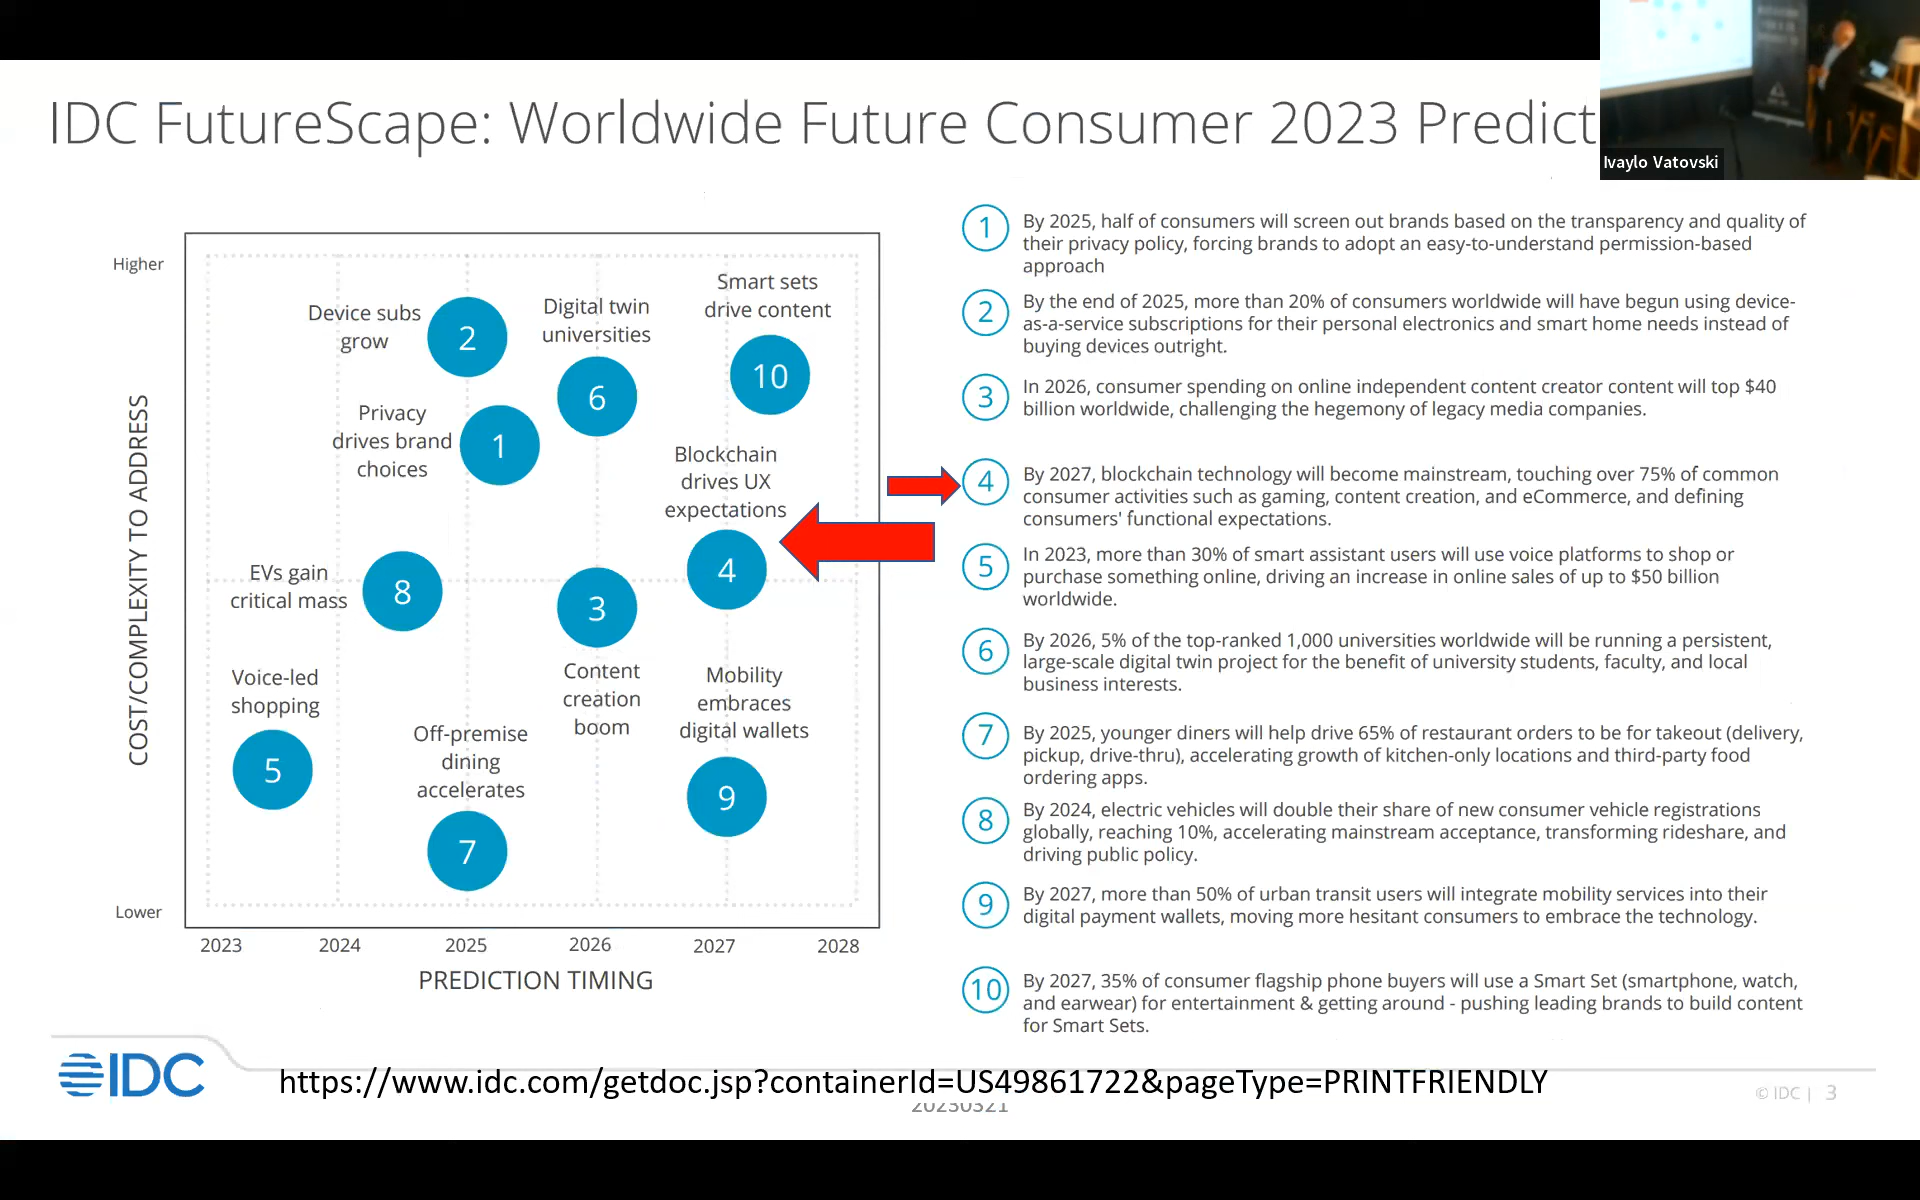 IDC FutureScape: Worldwide Future Consumer 2023 Predict
Ivaylo Vatovski
Higher
Lower
COST/COMPLEXITY TO ADDRESS
Device subs
grow
2
Digital twin
universities
6
Smart sets
drive content
10
Privacy
drives brand
choices
1
Blockchain
drives UX
expectations
4
EVs gain
critical mass
8
3
Content
creation
boom
Voice-led
shopping
5
Off-premise
dining
accelerates
7
Mobility
embraces
digital wallets
9
2023 2024 2025 2026 2027 2028
PREDICTION TIMING
1 By 2025, half of consumers will screen out brands based on the transparency and quality of
their privacy policy, forcing brands to adopt an easy-to-understand permission-based
approach
2 By the end of 2025, more than 20% of consumers worldwide will have begun using device-
as-a-service subscriptions for their personal electronics and smart home needs instead of
buying devices outright.
3 In 2026, consumer spending on online independent content creator content will top $40
billion worldwide, challenging the hegemony of legacy media companies.
4 By 2027, blockchain technology will become mainstream, touching over 75% of common
consumer activities such as gaming, content creation, and eCommerce, and defining
consumers' functional expectations.
5 In 2023, more than 30% of smart assistant users will use voice platforms to shop or
purchase something online, driving an increase in online sales of up to $50 billion
worldwide.
6 By 2026, 5% of the top-ranked 1,000 universities worldwide will be running a persistent,
large-scale digital twin project for the benefit of university students, faculty, and local
business interests.
7 By 2025, younger diners will help drive 65% of restaurant orders to be for takeout (delivery,
pickup, drive-thru), accelerating growth of kitchen-only locations and third-party food
ordering apps.
8 By 2024, electric vehicles will double their share of new consumer vehicle registrations
globally, reaching 10%, accelerating mainstream acceptance, transforming rideshare, and
driving public policy.
9 By 2027, more than 50% of urban transit users will integrate mobility services into their
digital payment wallets, moving more hesitant consumers to embrace the technology.
10 By 2027, 35% of consumer flagship phone buyers will use a Smart Set (smartphone, watch,
and earwear) for entertainment & getting around - pushing leading brands to build content
for Smart Sets.
IDC
https://www.idc.com/getdoc.jsp?containerId=US49861722&pageType=PRINTFRIENDLY
20230321
© IDC | 3